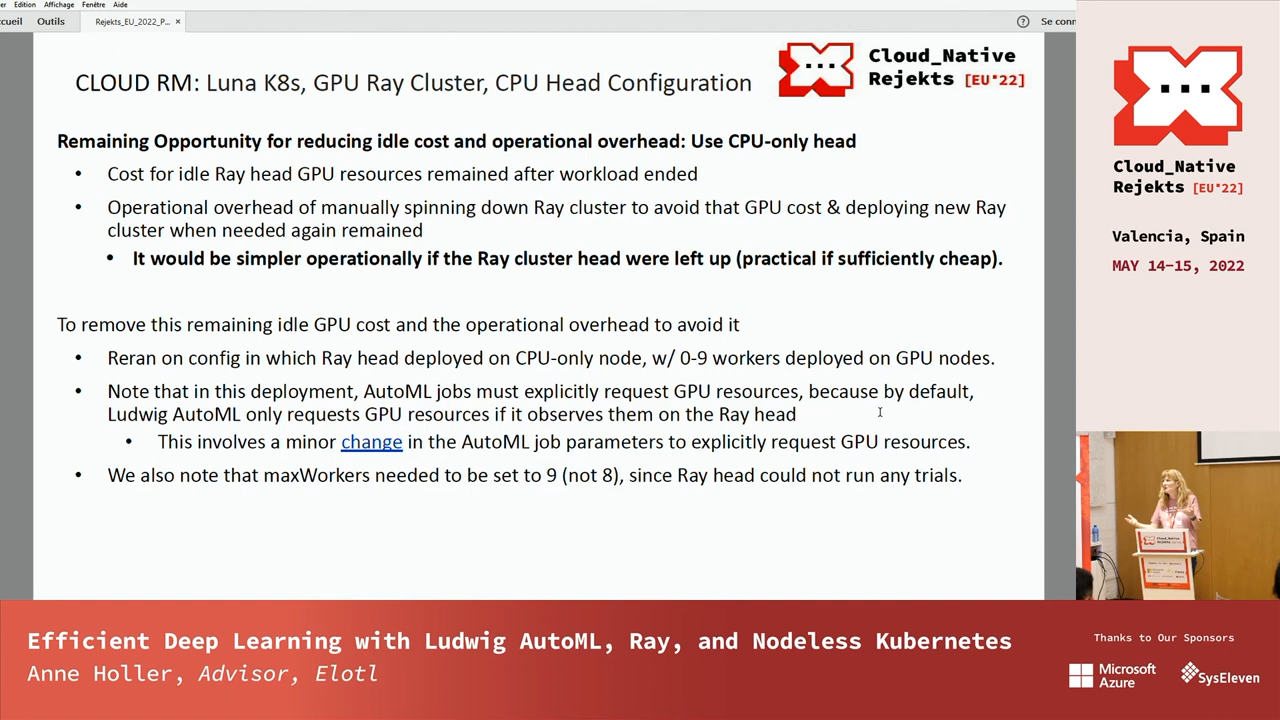 Edition Affichage Fenêtre Aide
Outils
Rejekts_EU_2022_P... ×
?
Se conn
CLOUD RM: Luna K8s, GPU Ray Cluster, CPU Head Configuration
Cloud_Native
Rejekts [EU'22]
Remaining Opportunity for reducing idle cost and operational overhead: Use CPU-only head
• Cost for idle Ray head GPU resources remained after workload ended
• Operational overhead of manually spinning down Ray cluster to avoid that GPU cost & deploying new Ray
cluster when needed again remained
• It would be simpler operationally if the Ray cluster head were left up (practical if sufficiently cheap).
To remove this remaining idle GPU cost and the operational overhead to avoid it
• Reran on config in which Ray head deployed on CPU-only node, w/ 0-9 workers deployed on GPU nodes.
• Note that in this deployment, AutoML jobs must explicitly request GPU resources, because by default,
Ludwig AutoML only requests GPU resources if it observes them on the Ray head
• This involves a minor change in the AutoML job parameters to explicitly request GPU resources.
• We also note that maxWorkers needed to be set to 9 (not 8), since Ray head could not run any trials.
Cloud_Native
Rejekts [EU'22]
Valencia, Spain
MAY 14-15, 2022
Efficient Deep Learning with Ludwig AutoML, Ray, and Nodeless Kubernetes
Anne Holler, Advisor, Elotl
Thanks to Our Sponsors
Microsoft
Azure
SysEleven